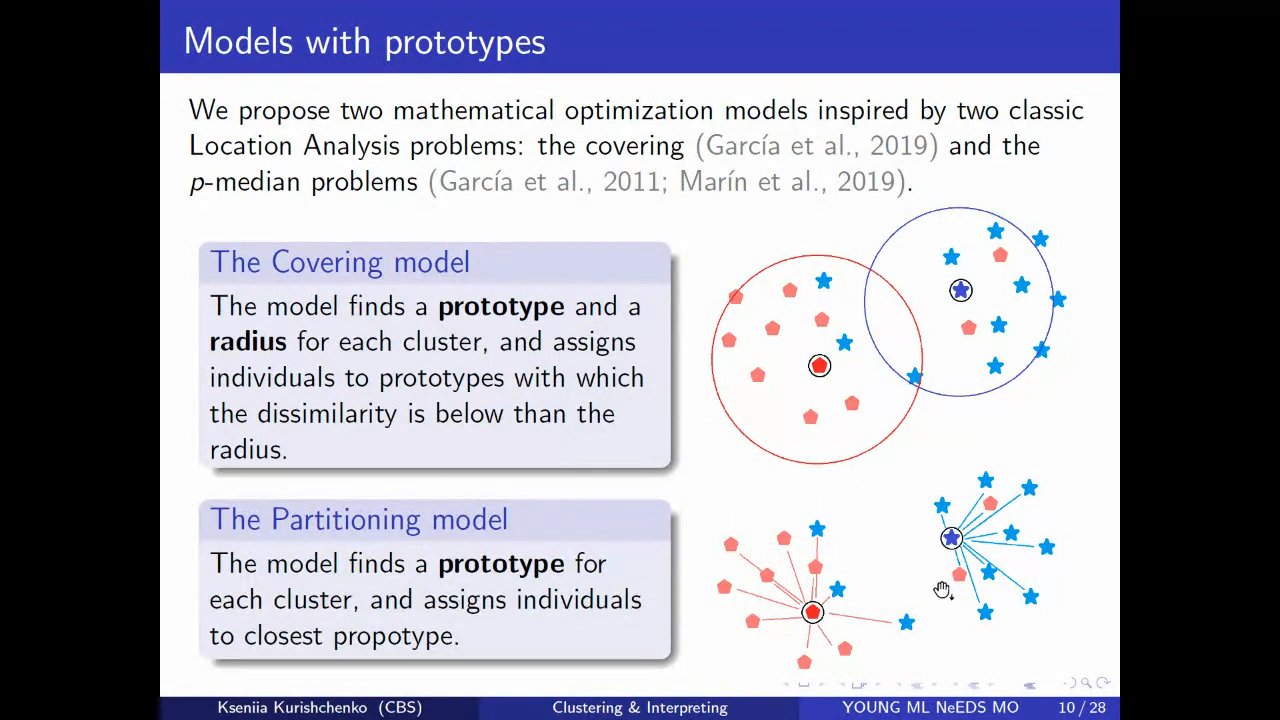 Models with prototypes
We propose two mathematical optimization models inspired by two classic
Location Analysis problems: the covering (García et al., 2019) and the
p-median problems (García et al., 2011; Marín et al., 2019).
The Covering model
The model finds a prototype and a
radius for each cluster, and assigns
individuals to prototypes with which
the dissimilarity is below than the
radius.
The Partitioning model
The model finds a prototype for
each cluster, and assigns individuals
to closest propotype.
Kseniia Kurishchenko (CBS)
Clustering & Interpreting
YOUNG ML NeEDS MO
10 / 28